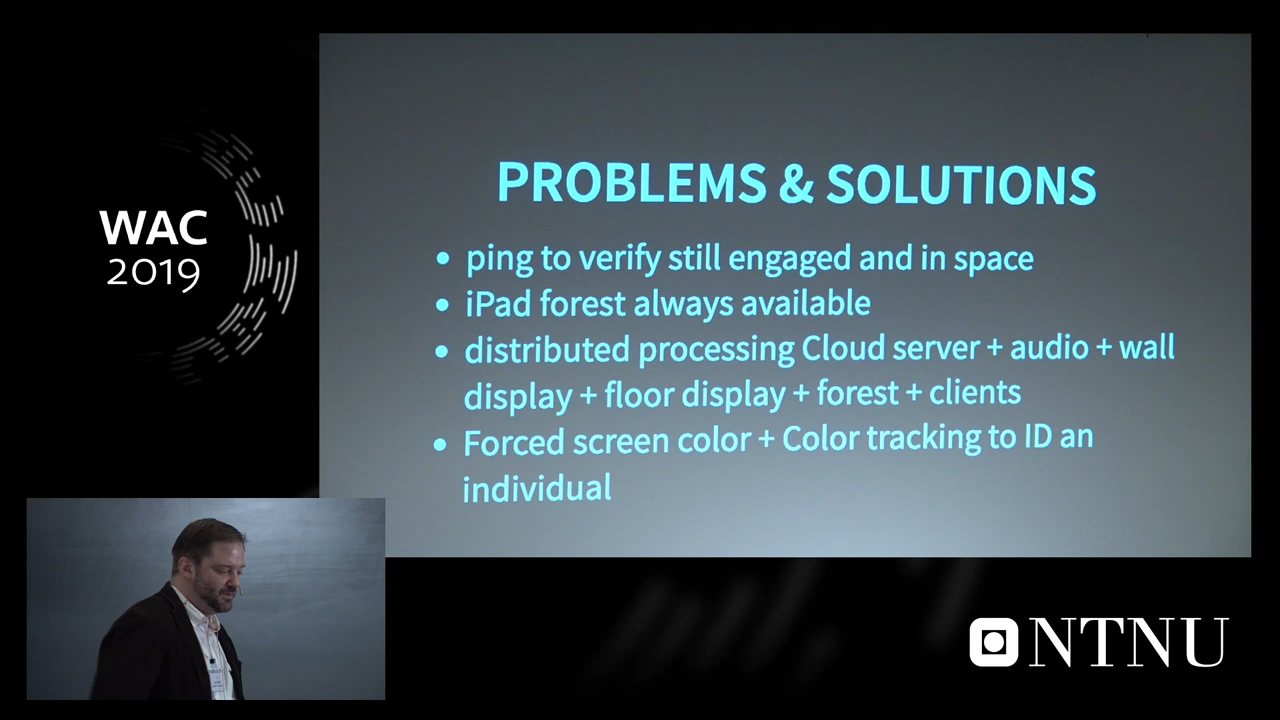 WAC
2019
PROBLEMS & SOLUTIONS
• ping to verify still engaged and in space
• iPad forest always available
• distributed processing Cloud server + audio + wall
display + floor display + forest + clients
• Forced screen color + Color tracking to ID an
individual
NTNU